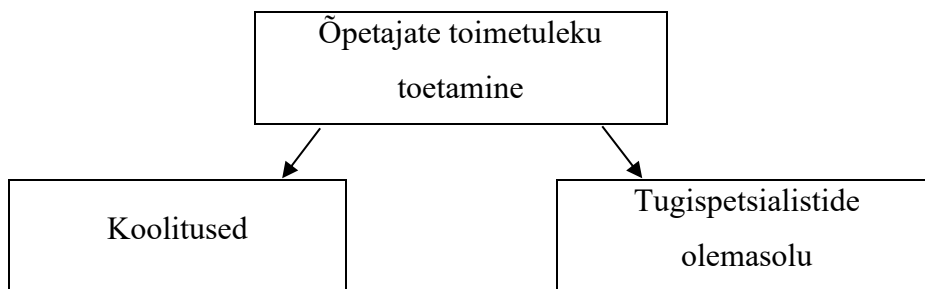 Õpetajate toimetuleku
toetamine
Koolitused
Tugispetsialistide
olemasolu